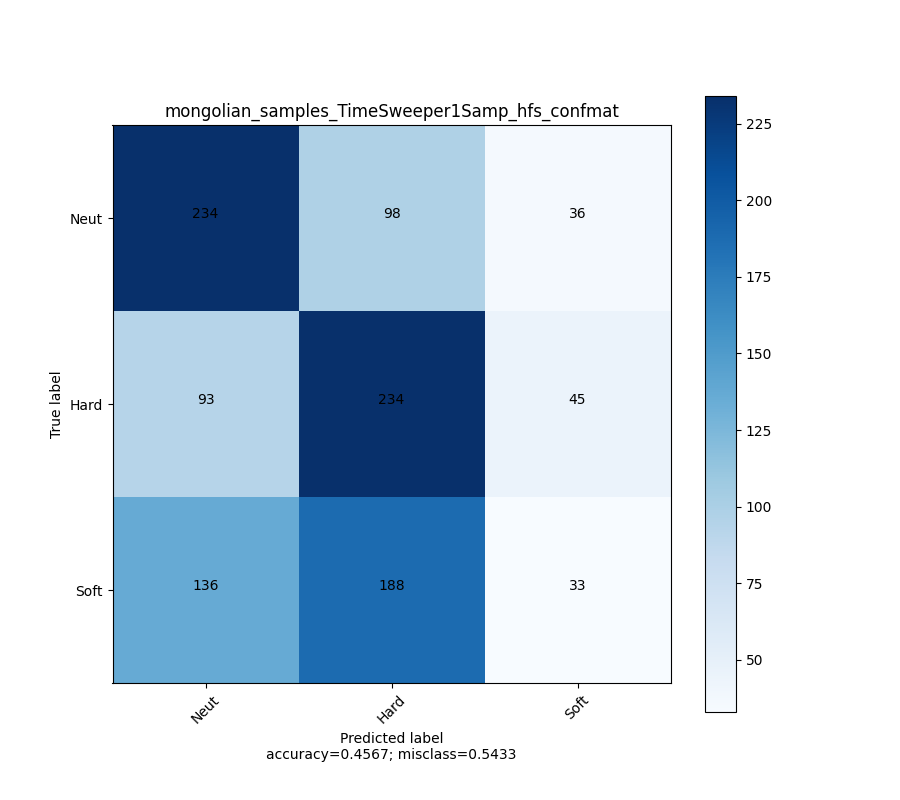 mongolian_samples_TimeSweeper1Samp_hfs_confmat
225
Neut 234 98 36
200
175
150
True label
Hard 93 234 45
125
100
75
Soft 136 188 33
50
Neut Hard Soft
Predicted label
accuracy=0.4567; misclass=0.5433